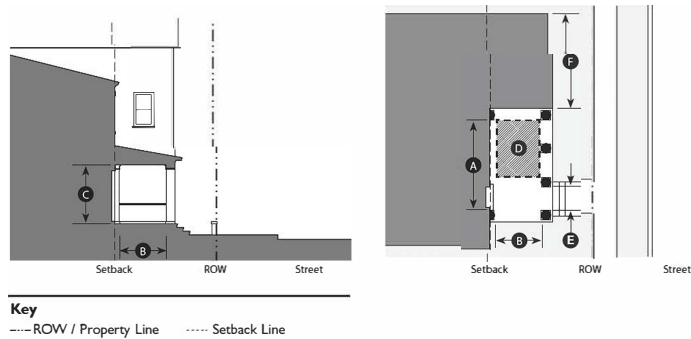 C
B
Setback
ROW
Street
F
A
D
B
E
Setback
ROW
Street
Key
ROW / Property Line
Setback Line